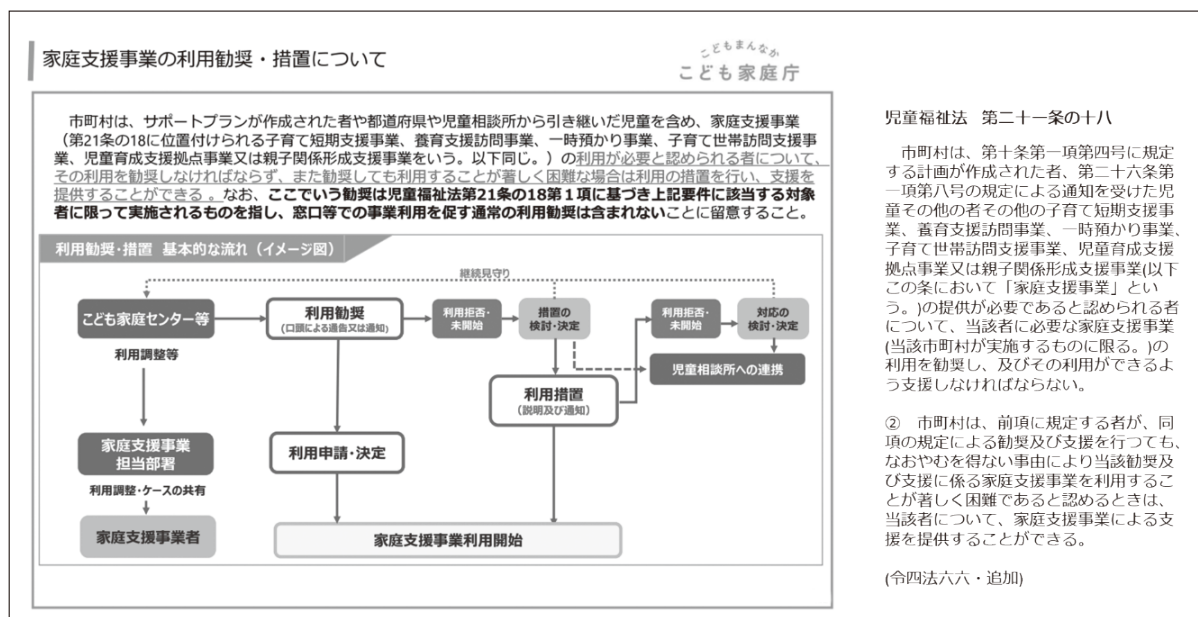 家庭支援事業の利用勧奨・措置について
こどもまんなか
こども家庭庁
市町村は、サポートプランが作成された者や都道府県や児童相談所から引き継いだ児童を含め、家庭支援事業
（第21条の18に位置付けられる子育て短期支援事業、養育支援訪問事業、一時預かり事業、子育て世帯訪問支援事
業、児童育成支援拠点事業又は親子関係形成支援事業をいう。以下同じ。）の利用が必要と認められる者について、
その利用を勧奨しなければならず、また勧奨しても利用することが著しく困難な場合は利用の措置を行い、支援を
提供することができる 。なお、ここでいう勧奨は児童福祉法第21条の18第１項に基づき上記要件に該当する対象
者に限って実施されるものを指し、窓口等での事業利用を促す通常の利用勧奨は含まれないことに留意すること。
利用勧奨・措置 基本的な流れ（イメージ図）
継続見守り
こども家庭センター等
利用勧奨
(口頭による通告又は通知)
利用拒否・
未開始
措置の
検討・決定
利用拒否・
未開始
対応の
検討・決定
児童相談所への連携
利用調整等
利用措置
(説明及び通知)
家庭支援事業
担当部署
利用申請・決定
利用調整・ケースの共有
家庭支援事業者
家庭支援事業利用開始
児童福祉法　第二十一条の十八
市町村は、第十条第一項第四号に規定
する計画が作成された者、第二十六条第
一項第八号の規定による通知を受けた児
童その他の者その他の子育て短期支援事
業、養育支援訪問事業、一時預かり事業、
子育て世帯訪問支援事業、児童育成支援
拠点事業又は親子関係形成支援事業(以下
この条において「家庭支援事業」とい
う。)の提供が必要であると認められる者
について、当該者に必要な家庭支援事業
(当該市町村が実施するものに限る。)の
利用を勧奨し、及びその利用ができるよ
う支援しなければならない。
②　市町村は、前項に規定する者が、同
項の規定による勧奨及び支援を行つても、
なおやむを得ない事由により当該勧奨及
び支援に係る家庭支援事業を利用するこ
とが著しく困難であると認めるときは、
当該者について、家庭支援事業による支
援を提供することができる。
(令四法六六・追加)